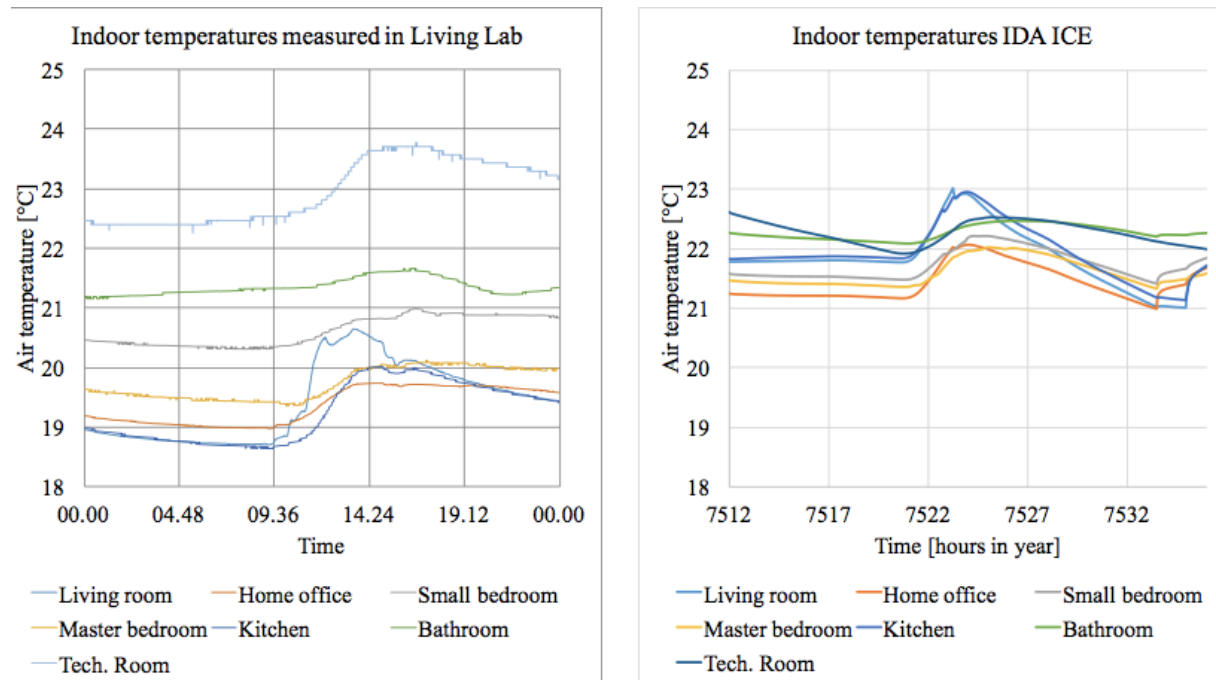 Indoor temperatures measured in Living Lab
25
24
23
22
21
20
19
18
Air temperature [°C]
00.00 04.48 09.36 14.24 19.12 00.00
Time
Living room Home office Small bedroom
Master bedroom Kitchen Bathroom
Tech. Room
Indoor temperatures IDA ICE
25
24
23
22
21
20
19
18
Air temperature [°C]
7512 7517 7522 7527 7532
Time [hours in year]
Living room Home office Small bedroom
Master bedroom Kitchen Bathroom
Tech. Room